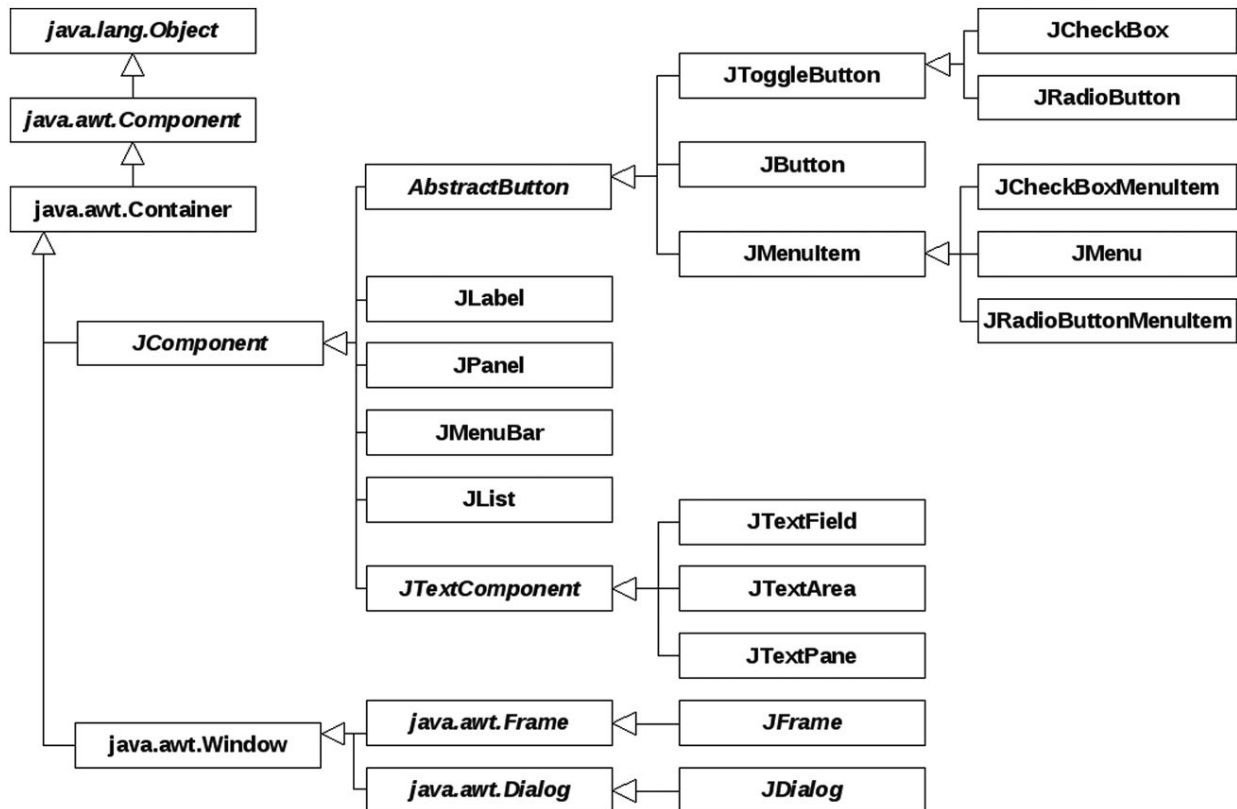 java.lang.Object
java.awt.Component
java.awt.Container
JComponent
java.awt.Window
AbstractButton
JLabel
JPanel
JMenuBar
JList
JTextComponent
java.awt.Frame
java.awt.Dialog
JToggleButton
JButton
JMenuItem
JTextField
JTextArea
JTextPane
JFrame
JDialog
JCheckBox
JRadioButton
JCheckBoxMenuItem
JMenu
JRadioButtonMenuItem